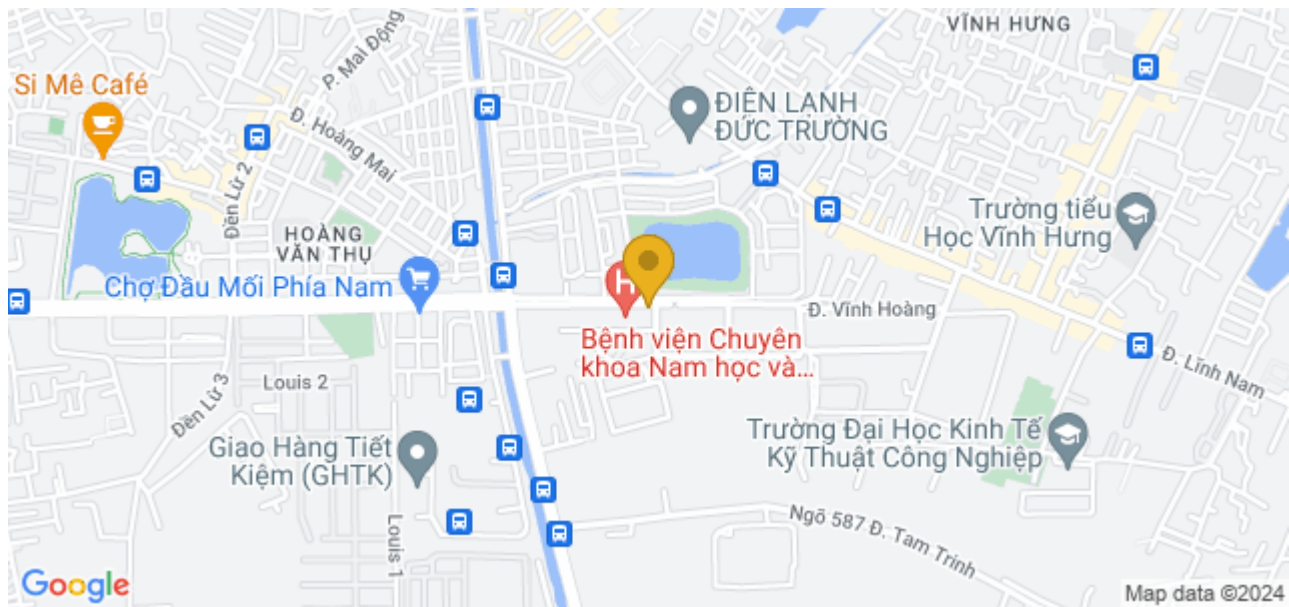 VĨNH HƯNG
P. Mai Động
Si Mê Café
Đ. Hoàng Mai
ĐIỆN LẠNH
ĐỨC TRƯỜNG
Đền Lừ 2
Trường tiểu
Học Vĩnh Hưng
HOÀNG
VĂN THỤ
Chợ Đầu Mối Phía Nam
H
Đ. Vĩnh Hoàng
Bệnh viện Chuyên
khoa Nam học và...
Đ. Lĩnh Nam
Louis 2
Đền Lừ 3
Trường Đại Học Kinh Tế
Kỹ Thuật Công Nghiệp
Giao Hàng Tiết
Kiệm (GHTK)
Louis 1
Ngõ 587 Đ. Tam Trinh
Google
Map data ©2024